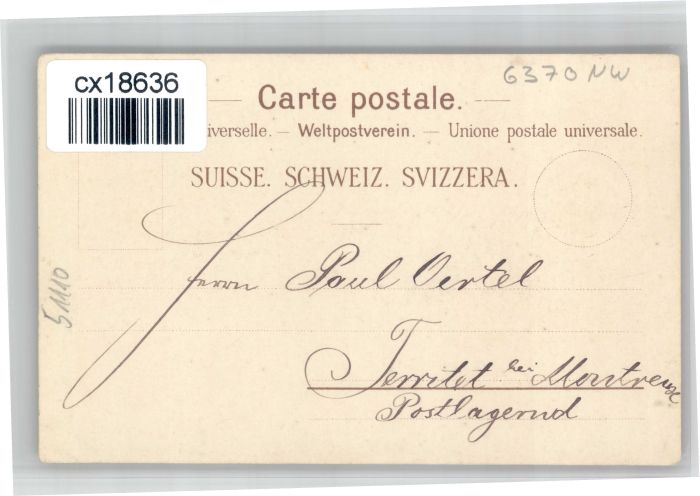 cx18636
6370 NW
Carte postale.
iverselle. — Weltpostverein. — Unione postale universale.
SUISSE. SCHWEIZ. SVIZZERA.
Herrn Paul Oertel
51110
Territet bei Montreux
Postlagernd